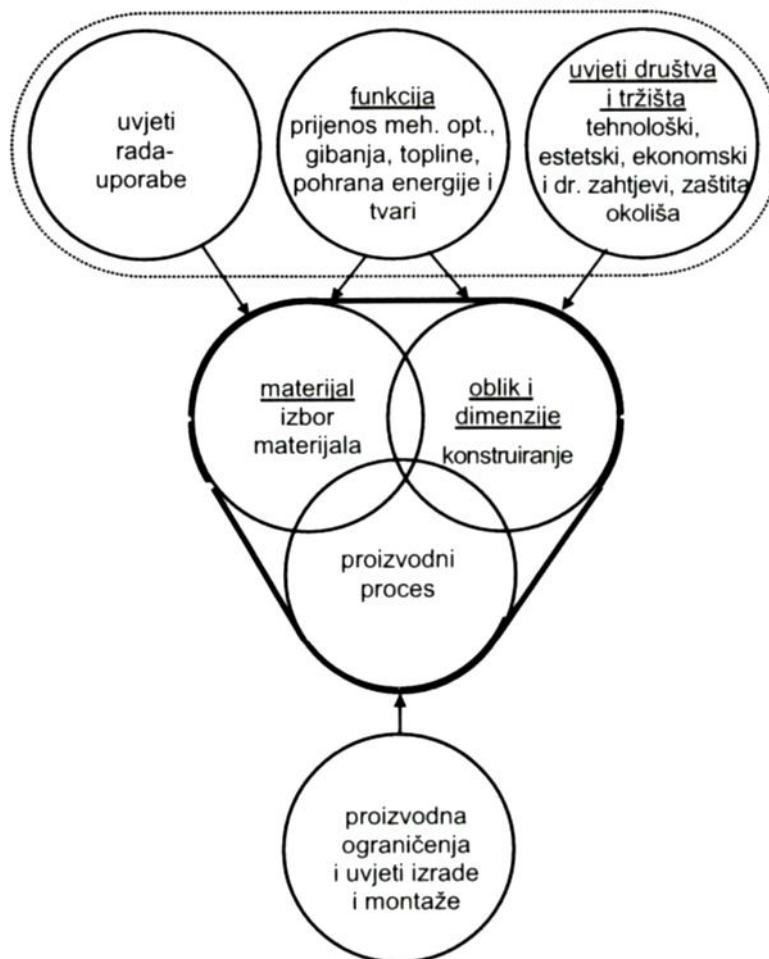 uvjeti
rada-
uporabe
funkcija
prijenos meh. opt.,
gibanja, topline,
pohrana energije i
tvari
uvjeti društva
i tržišta
tehnološki,
estetski, ekonomski
i dr. zahtjevi, zaštita
okoliša
materijal
izbor
materijala
oblik i
dimenzije
konstruiranje
proizvodni
proces
proizvodna
ograničenja
i uvjeti izrade
i montaže